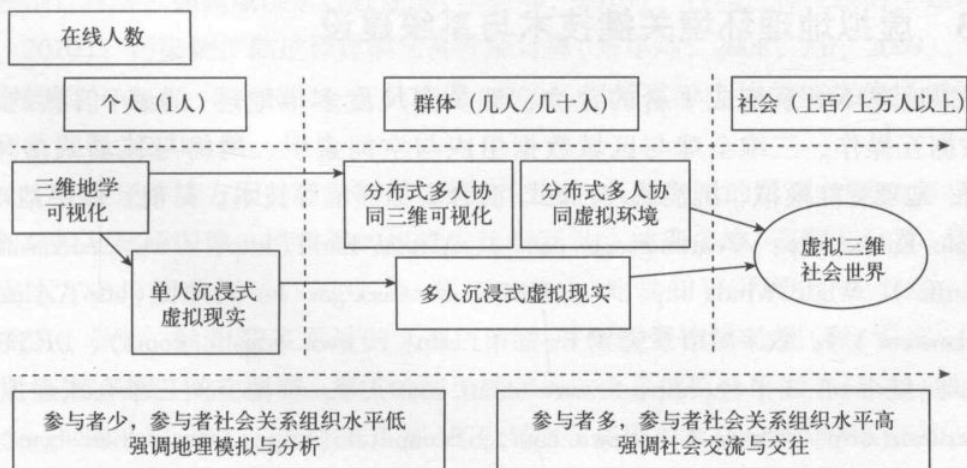 在线人数
个人（1人）
群体（几人/几十人）
社会（上百/上万人以上）
三维地学
可视化
分布式多人协
同三维可视化
分布式多人协
同虚拟环境
虚拟三维
社会世界
单人沉浸式
虚拟现实
多人沉浸式虚拟现实
参与者少，参与者社会关系组织水平低
强调地理模拟与分析
参与者多，参与者社会关系组织水平高
强调社会交流与交往